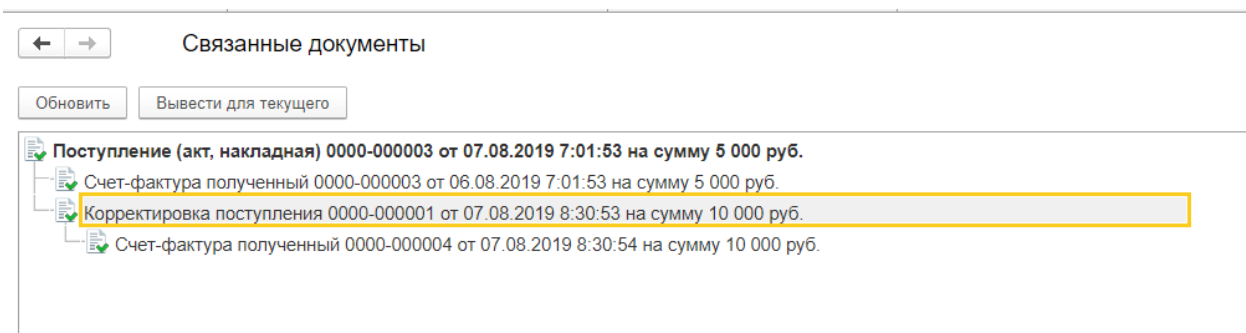 Связанные документы
Обновить Вывести для текущего
Поступление (акт, накладная) 0000-000003 от 07.08.2019 7:01:53 на сумму 5 000 руб.
Счет-фактура полученный 0000-000003 от 06.08.2019 7:01:53 на сумму 5 000 руб.
Корректировка поступления 0000-000001 от 07.08.2019 8:30:53 на сумму 10 000 руб.
Счет-фактура полученный 0000-000004 от 07.08.2019 8:30:54 на сумму 10 000 руб.